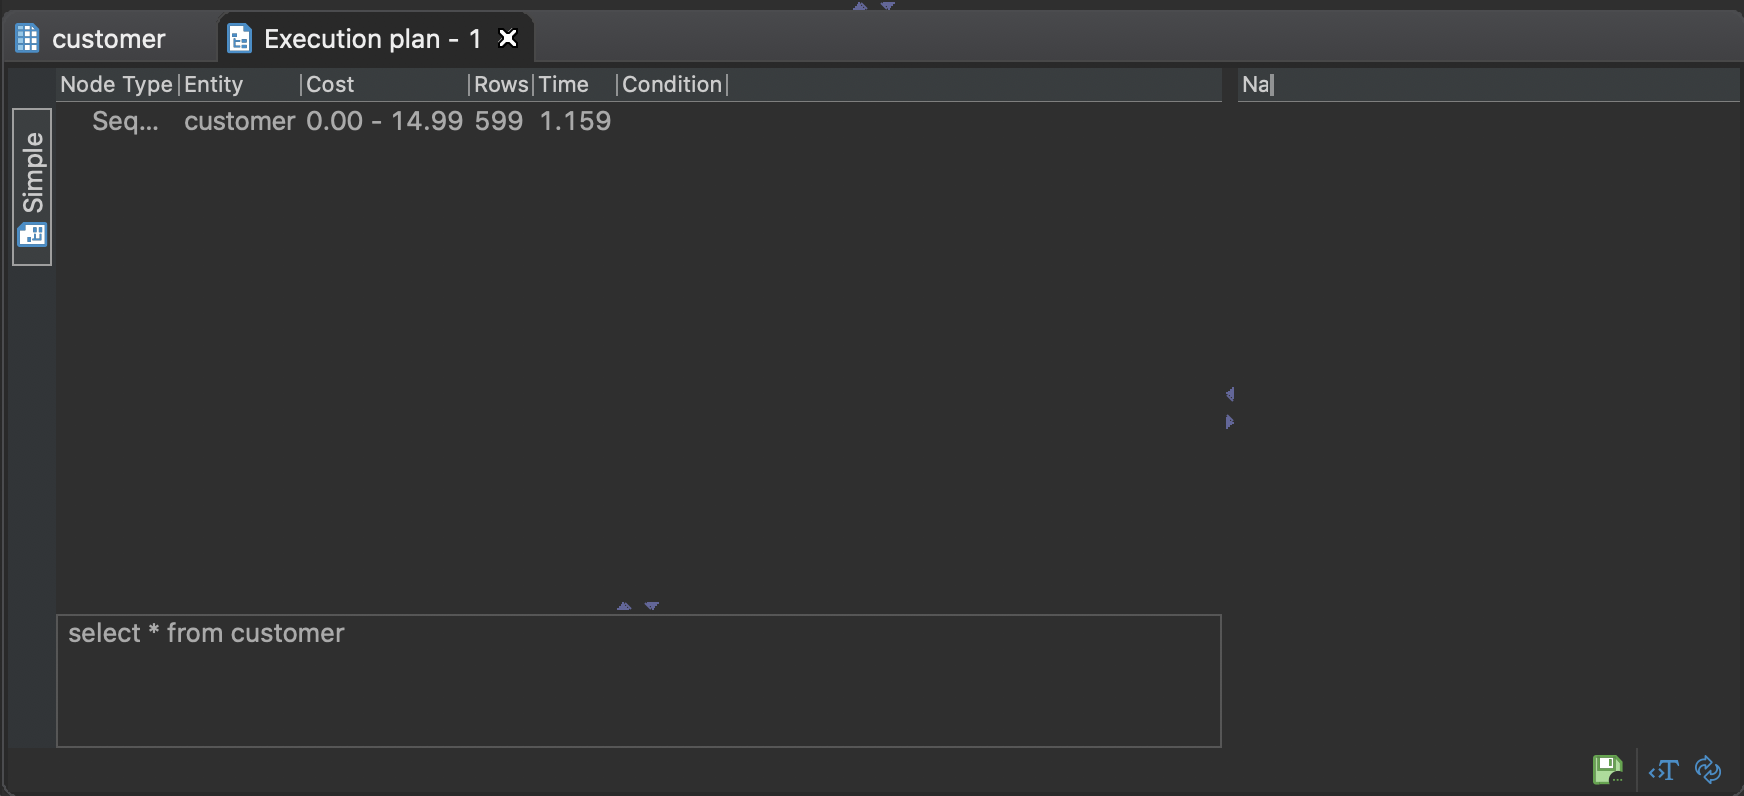 customer
Execution plan - 1
Node Type Entity Cost Rows Time Condition
Na
Seq... customer 0.00 - 14.99 599 1.159
Simple
select * from customer
<>T